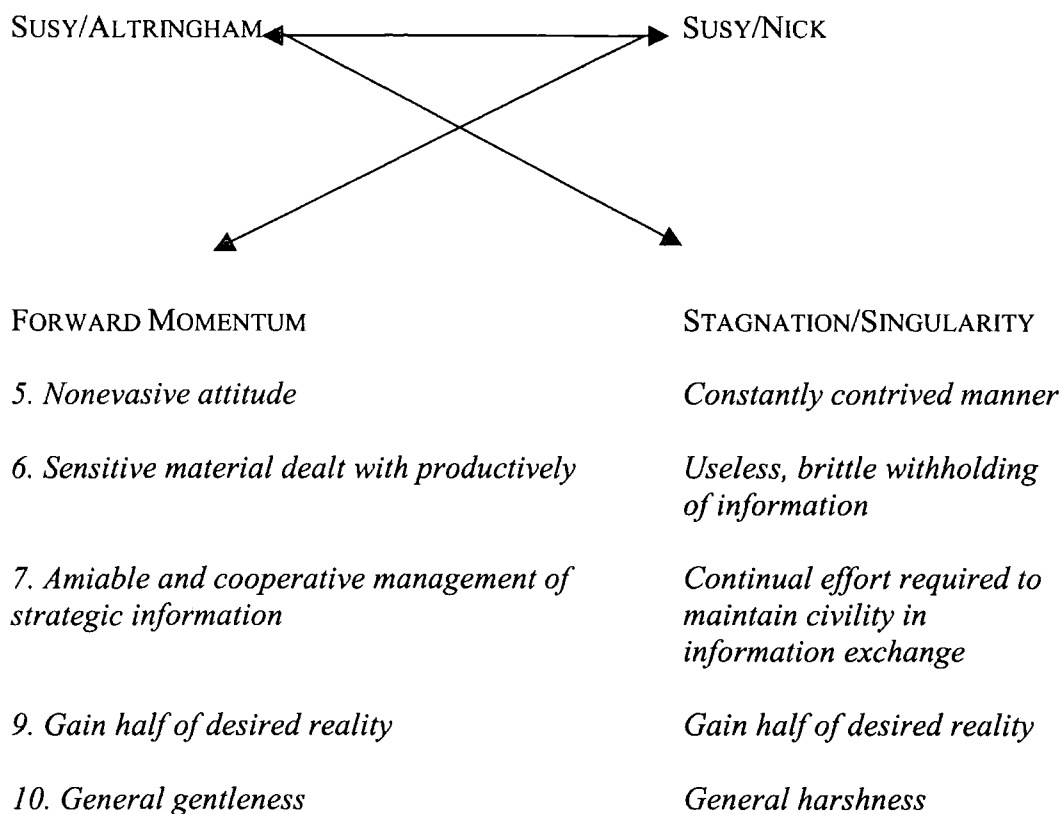 SUSY/ALTRINGHAM SUSY/NICK
FORWARD MOMENTUM STAGNATION/SINGULARITY
5. Nonevasive attitude Constantly contrived manner
6. Sensitive material dealt with productively Useless, brittle withholding
of information
7. Amiable and cooperative management of Continual effort required to
strategic information maintain civility in
information exchange
9. Gain half of desired reality Gain half of desired reality
10. General gentleness General harshness